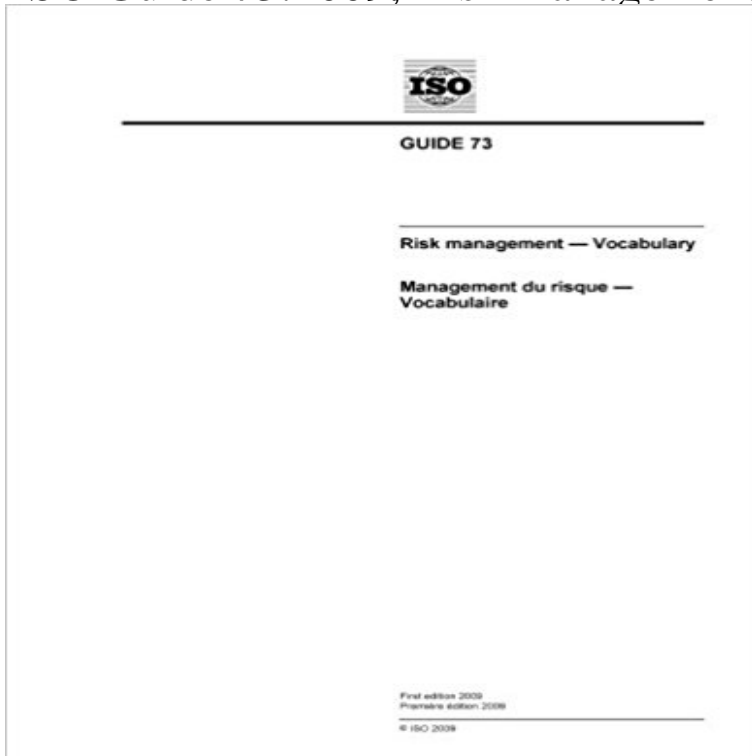 ISO
GUIDE 73
Risk management — Vocabulary
Management du risque —
Vocabulaire
First edition 2009
Première édition 2009
© ISO 2009